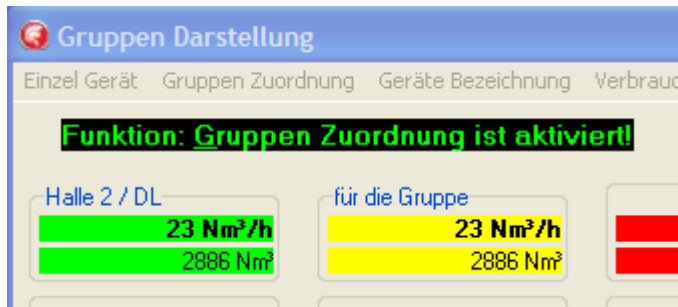 Gruppen Darstellung
Einzel Gerät Gruppen Zuordnung Geräte Bezeichnung
Funktion: Gruppen Zuordnung ist aktiviert!
Halle 2 / DL für die Gruppe
23 Nm³/h 23 Nm³/h
2886 Nm³ 2886 Nm³